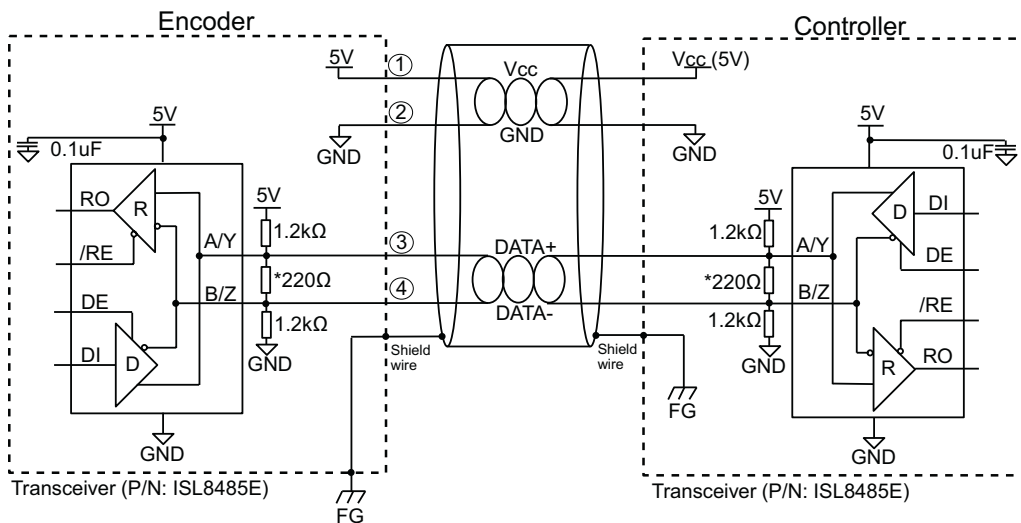 Encoder
Controller
5V
①
Vcc
Vcc (5V)
②
GND
GND
GND
5V
0.1uF
5V
0.1uF
RO
R
/RE
DE
DI
D
A/Y
B/Z
5V
1.2kΩ
*220Ω
1.2kΩ
GND
③
④
DATA+
DATA-
Shield
wire
Shield
wire
5V
1.2kΩ
*220Ω
1.2kΩ
GND
A/Y
B/Z
D
DI
DE
/RE
R
RO
GND
GND
FG
FG
Transceiver (P/N: ISL8485E)
Transceiver (P/N: ISL8485E)